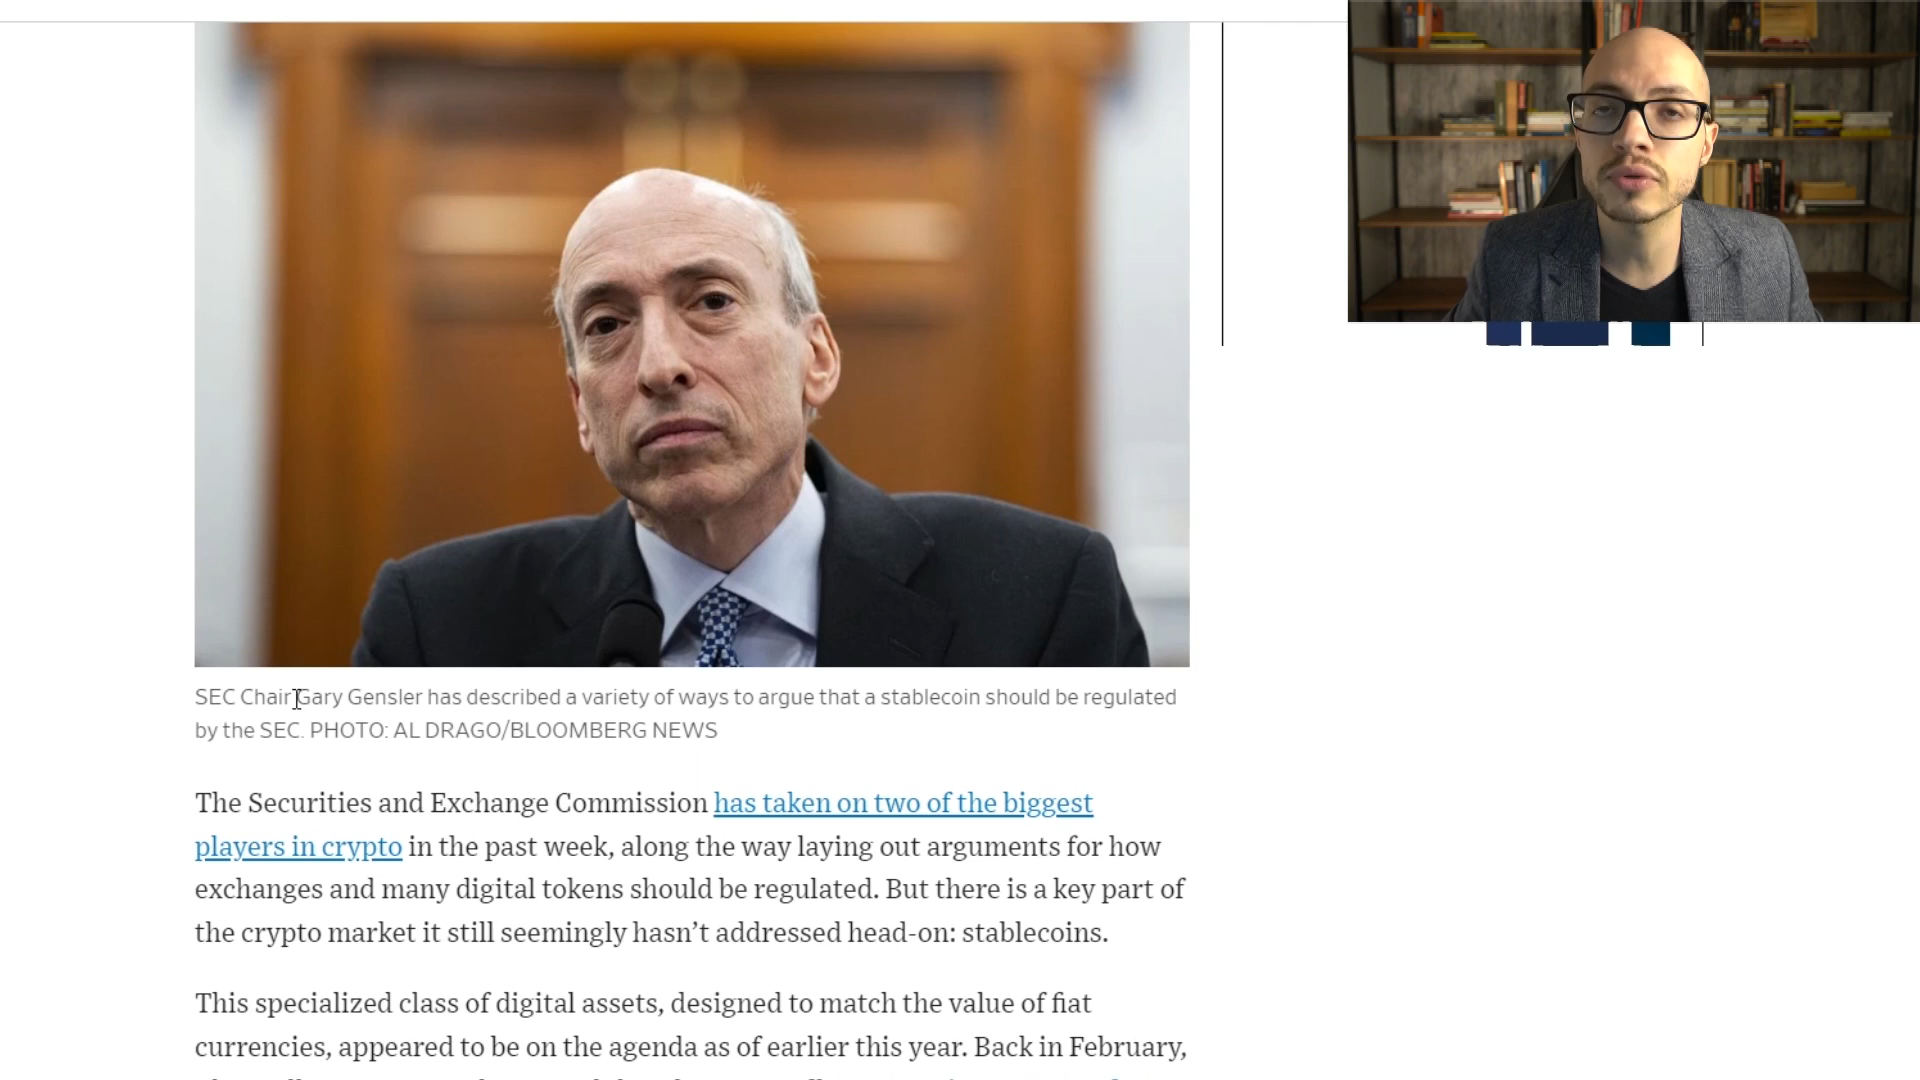 SEC Chair Gary Gensler has described a variety of ways to argue that a stablecoin should be regulated
by the SEC. PHOTO: AL DRAGO/BLOOMBERG NEWS
The Securities and Exchange Commission has taken on two of the biggest
players in crypto in the past week, along the way laying out arguments for how
exchanges and many digital tokens should be regulated. But there is a key part of
the crypto market it still seemingly hasn’t addressed head-on: stablecoins.
This specialized class of digital assets, designed to match the value of fiat
currencies, appeared to be on the agenda as of earlier this year. Back in February,